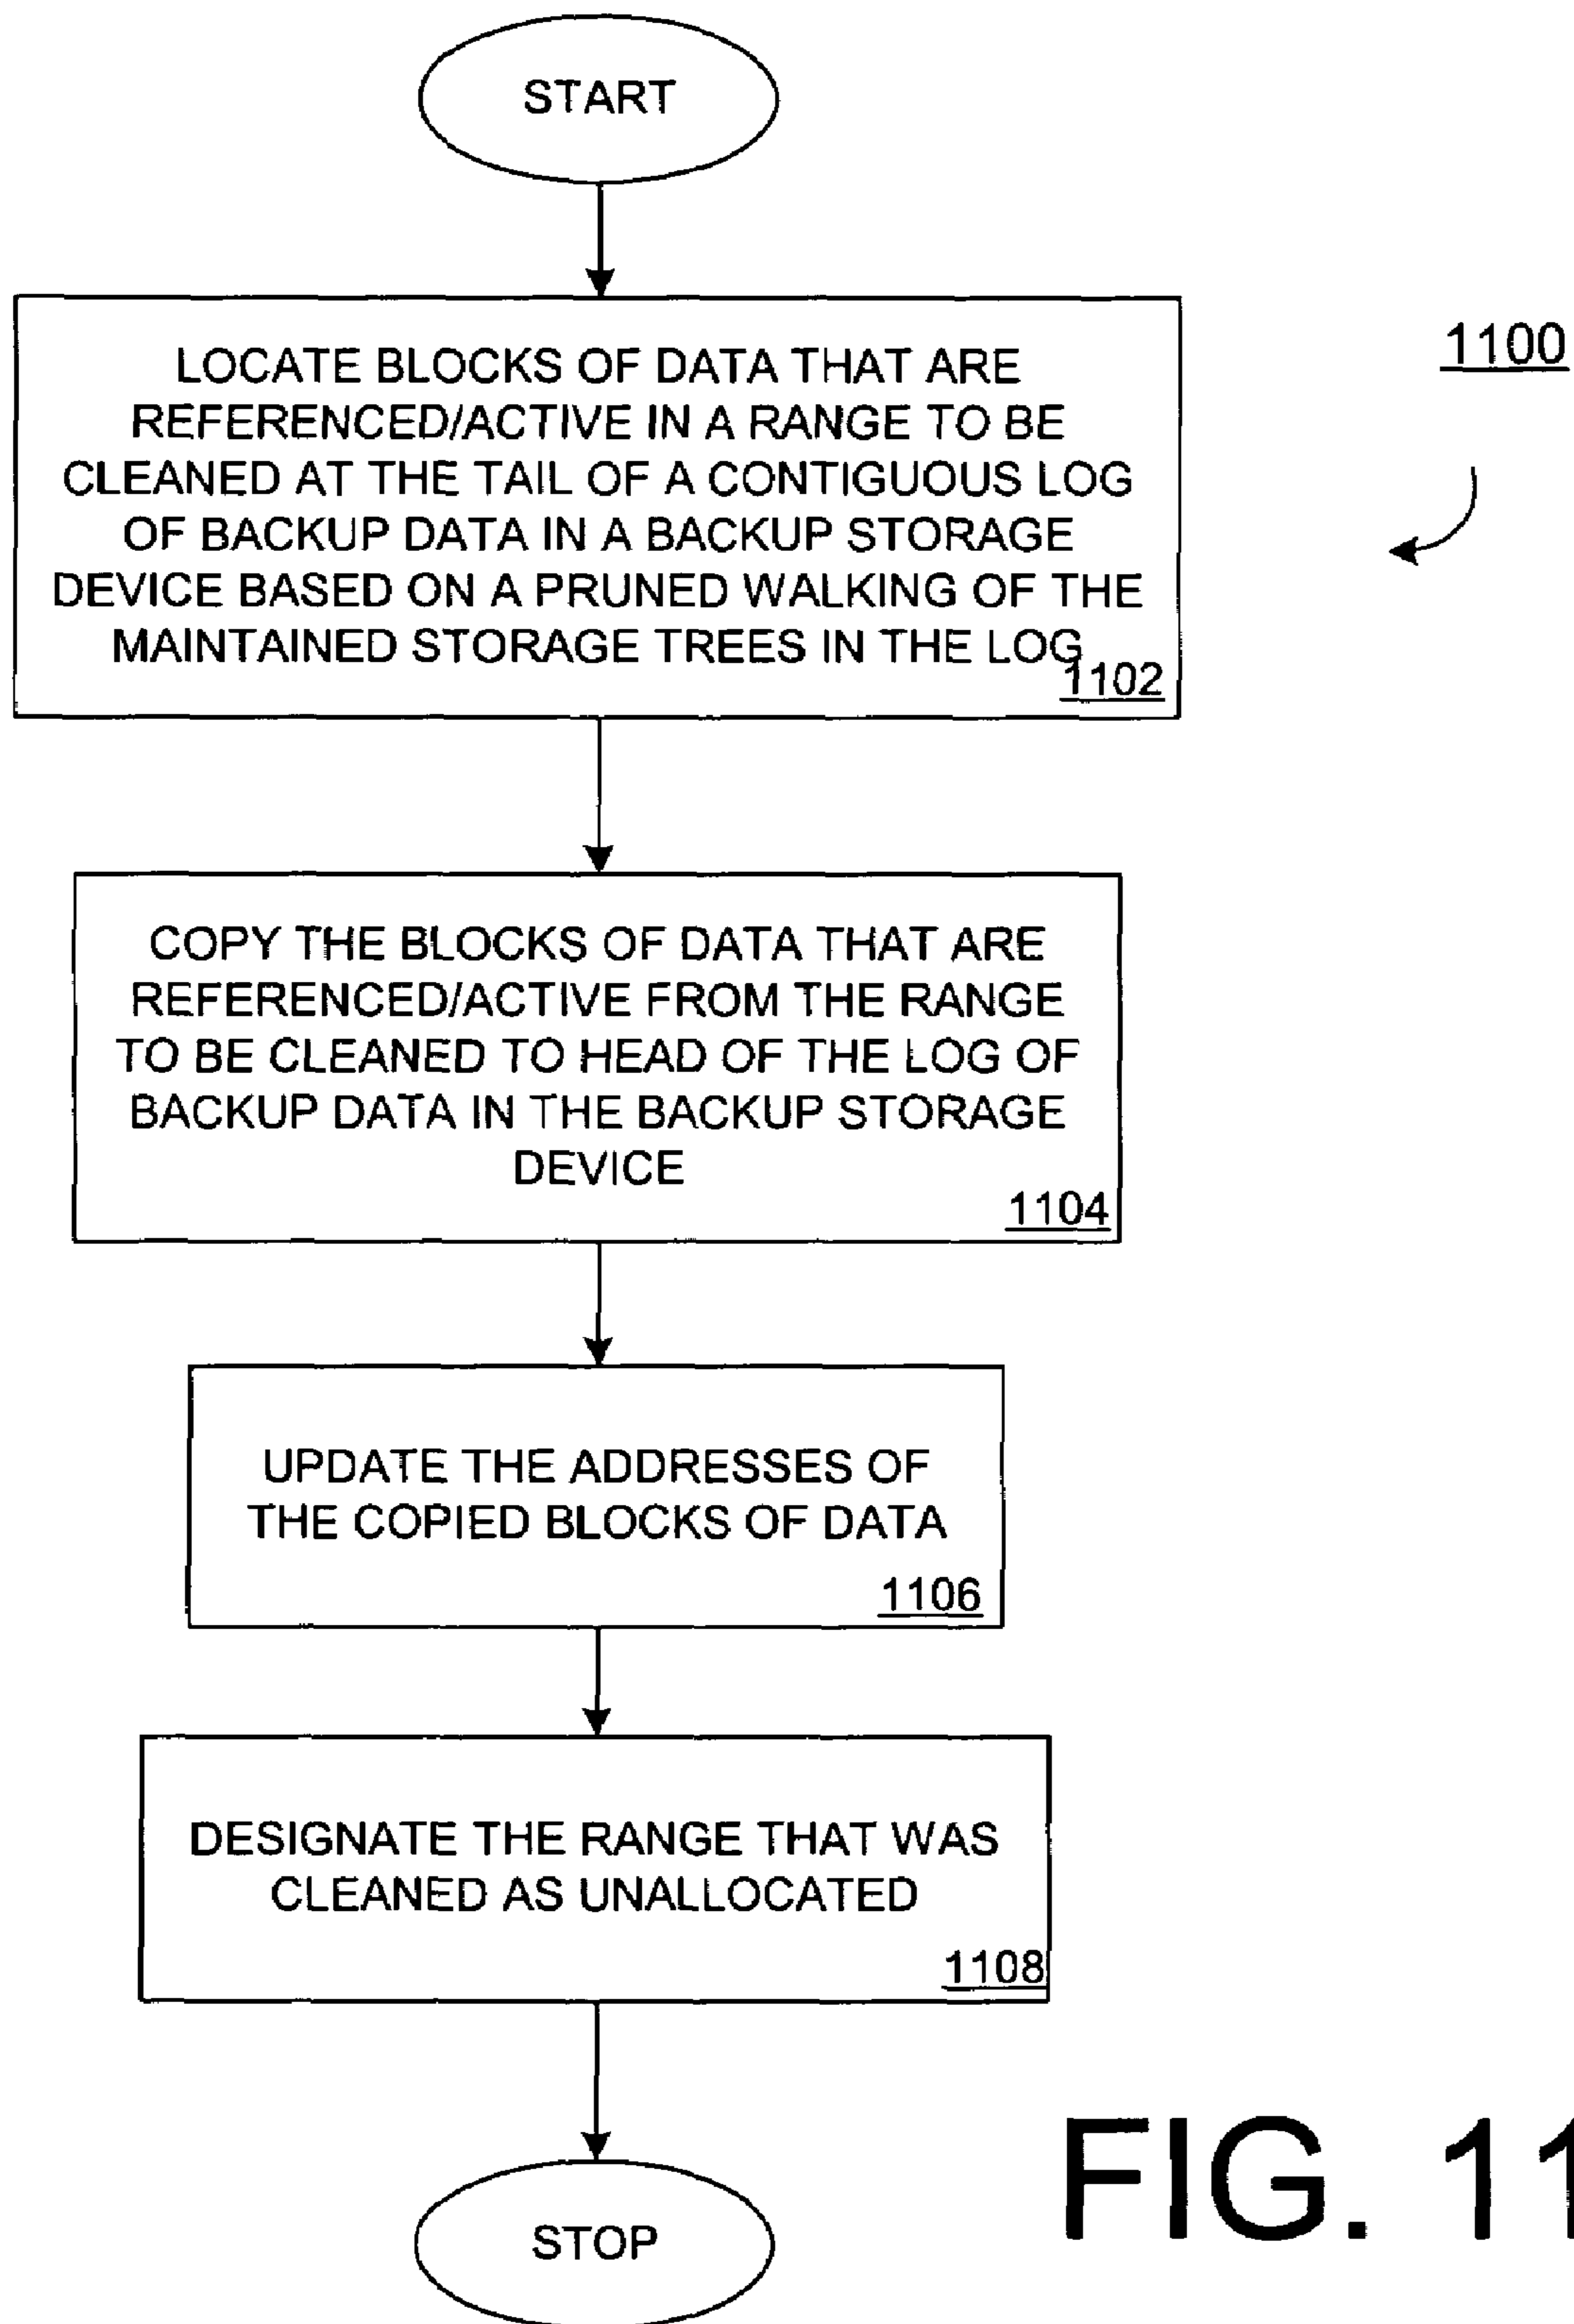 START
LOCATE BLOCKS OF DATA THAT ARE
REFERENCED/ACTIVE IN A RANGE TO BE
CLEANED AT THE TAIL OF A CONTIGUOUS LOG
OF BACKUP DATA IN A BACKUP STORAGE
DEVICE BASED ON A PRUNED WALKING OF THE
MAINTAINED STORAGE TREES IN THE LOG
1102
1100
COPY THE BLOCKS OF DATA THAT ARE
REFERENCED/ACTIVE FROM THE RANGE
TO BE CLEANED TO HEAD OF THE LOG OF
BACKUP DATA IN THE BACKUP STORAGE
DEVICE
1104
UPDATE THE ADDRESSES OF
THE COPIED BLOCKS OF DATA
1106
DESIGNATE THE RANGE THAT WAS
CLEANED AS UNALLOCATED
1108
STOP
FIG. 11